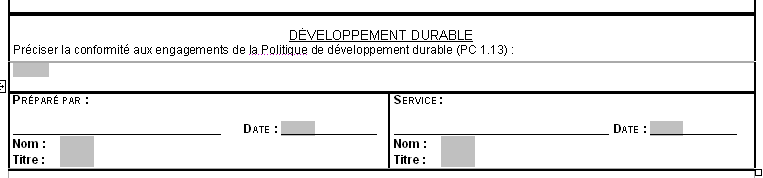 DÉVELOPPEMENT DURABLE
Préciser la conformité aux engagements de la Politique de développement durable (PC 1.13) :
PRÉPARÉ PAR :
DATE :
Nom :
Titre :
SERVICE :
DATE :
Nom :
Titre :